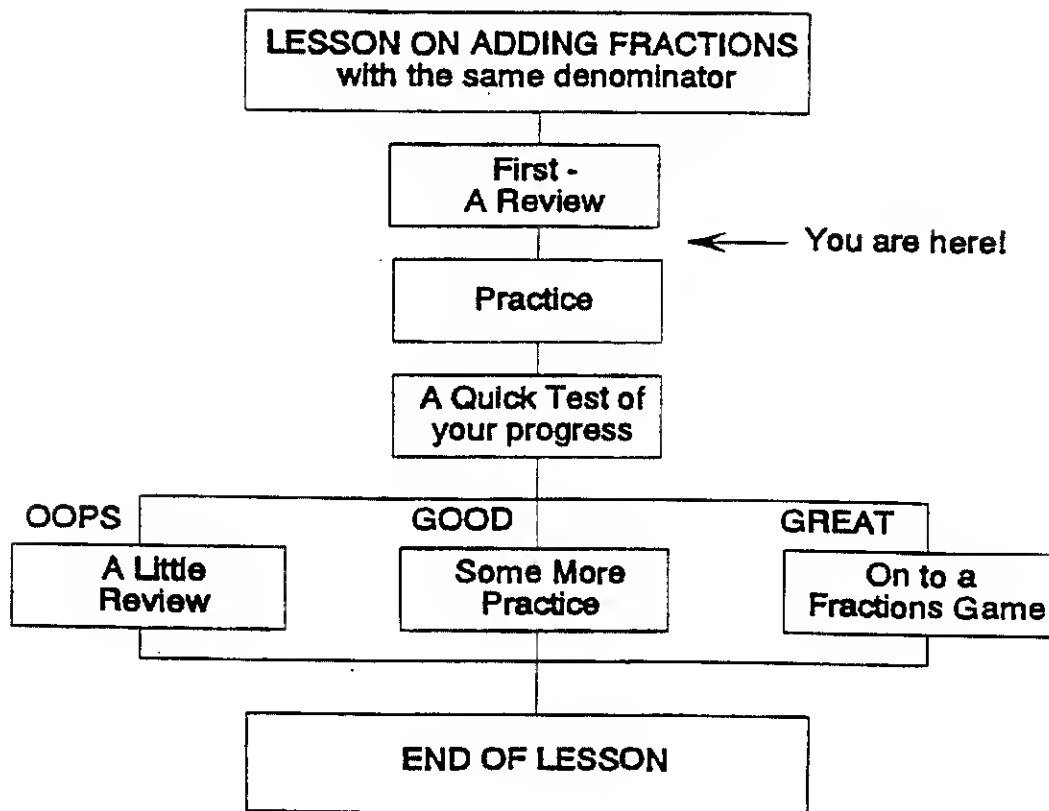 LESSON ON ADDING FRACTIONS
with the same denominator
First -
A Review
You are here!
Practice
A Quick Test of
your progress
OOPS
GOOD
GREAT
A Little
Review
Some More
Practice
On to a
Fractions Game
END OF LESSON